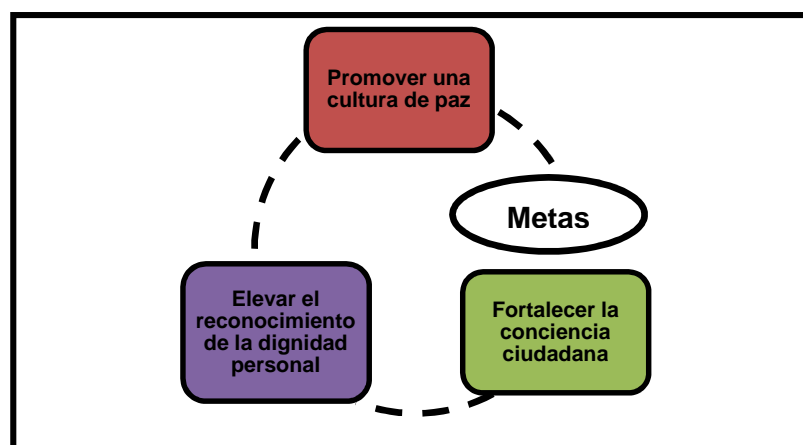 Promover una
cultura de paz
Metas
Elevar el
reconocimiento
de la dignidad
personal
Fortalecer la
conciencia
ciudadana